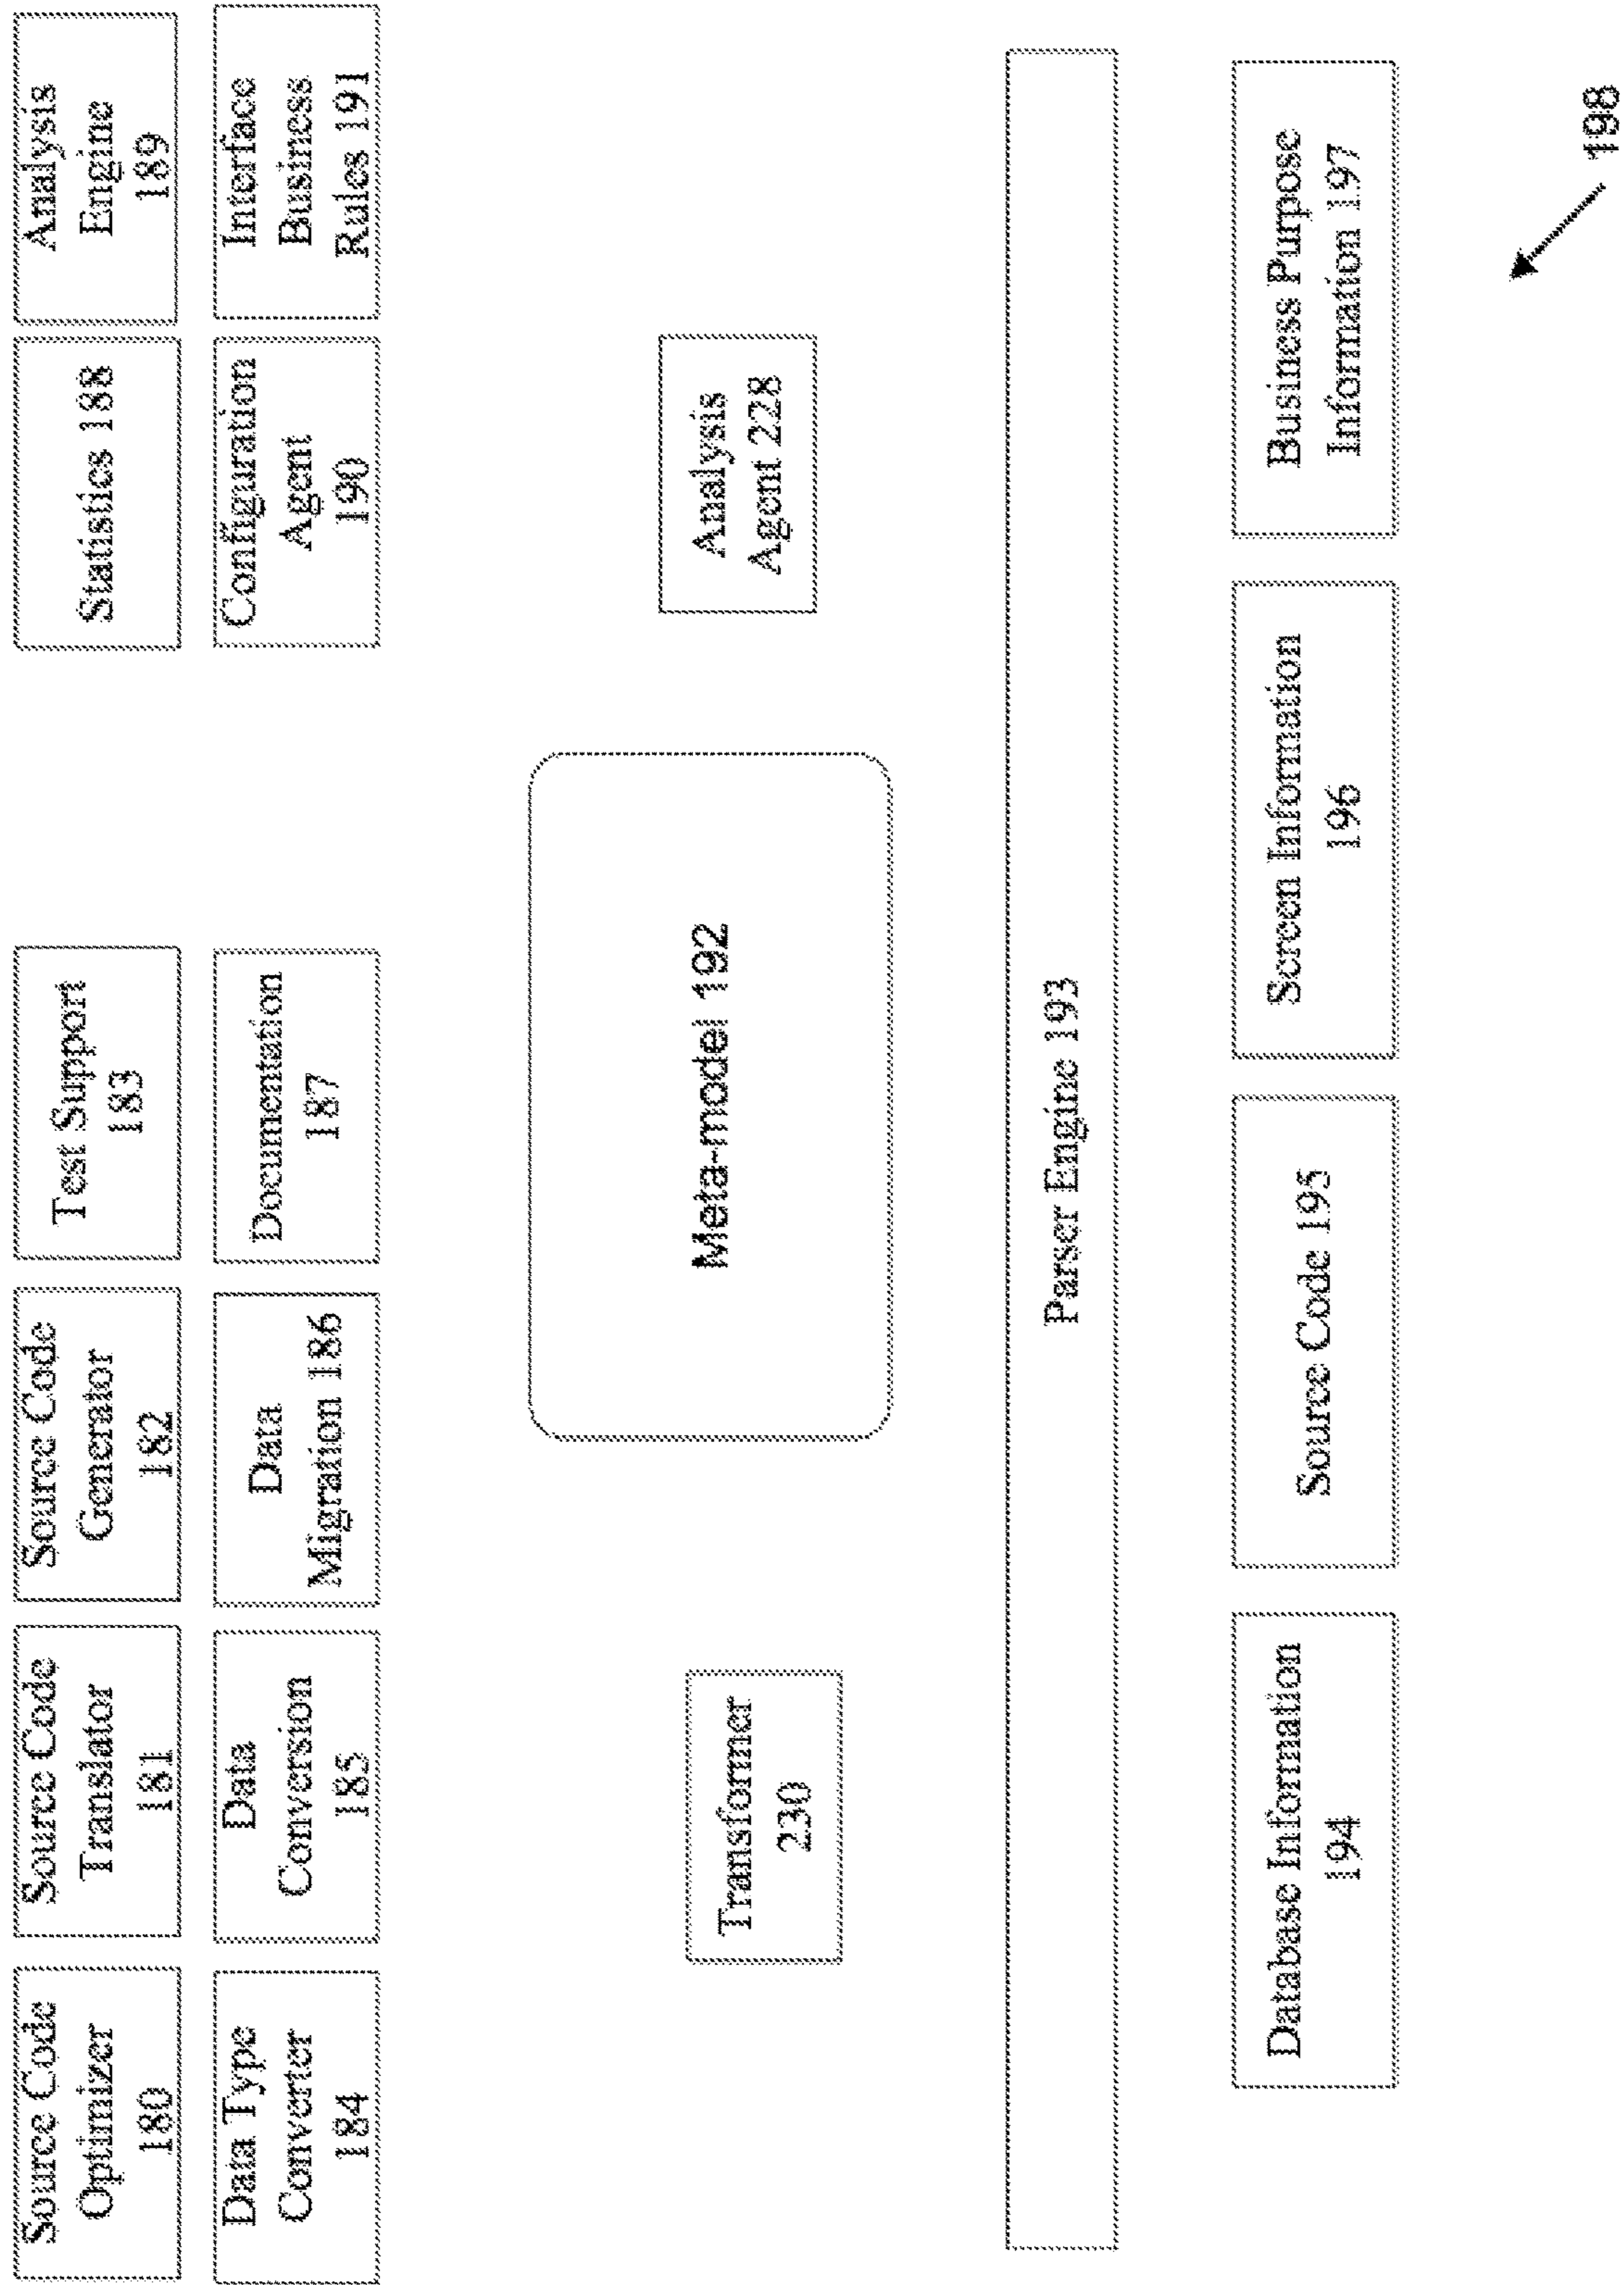 Source Code
Optimizer
180
Source Code
Translator
181
Source Code
Generator
182
Test Support
183
Statistics 188
Analysis
Engine
189
Data Type
Converter
184
Data
Conversion
185
Data
Migration 186
Documentation
187
Configuration
Agent
190
Interface
Business
Rules 191
Transformer
230
Meta-model 192
Analysis
Agent 228
Parser Engine 193
Database Information
194
Source Code 195
Screen Information
196
Business Purpose
Information 197
198